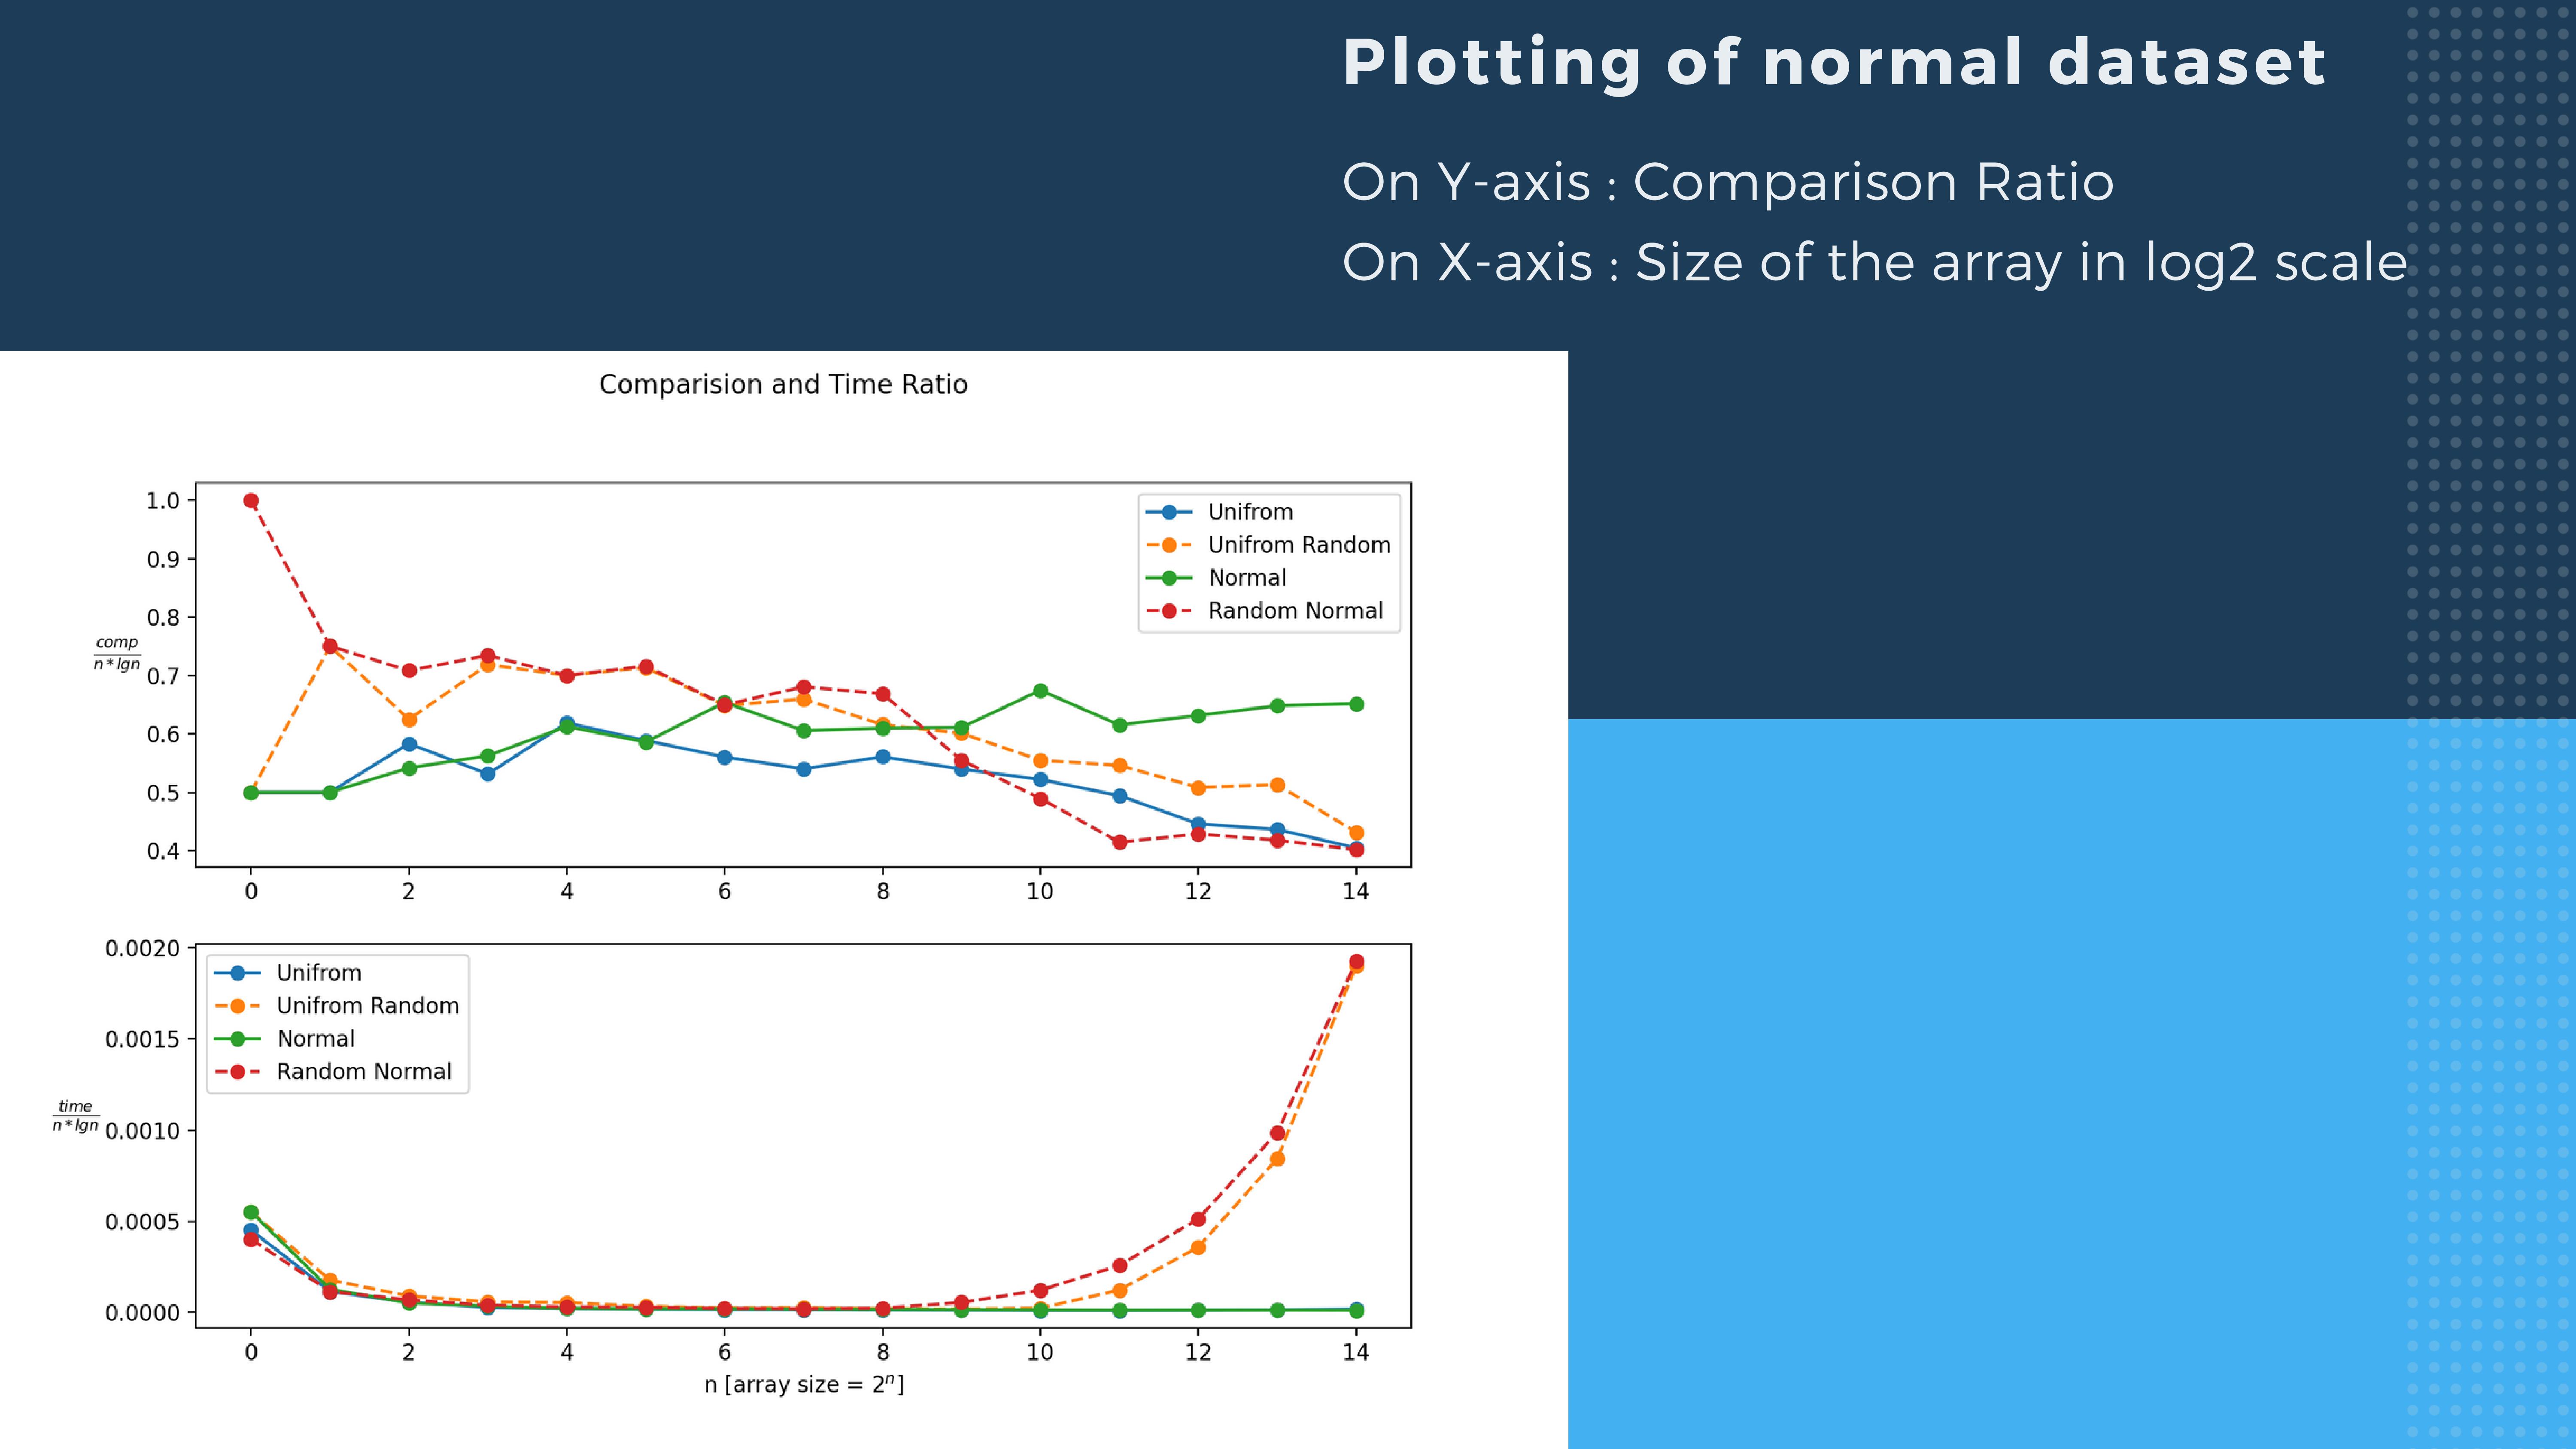 Plotting of normal dataset
On Y-axis : Comparison Ratio
On X-axis : Size of the array in log2 scale
Comparision and Time Ratio
1.0
0.9
0.8
0.7
0.6
0.5
0.4
comp
n * lgn
Unifrom
Unifrom Random
Normal
Random Normal
0 2 4 6 8 10 12 14
0.0020
0.0015
0.0010
0.0005
0.0000
time
n * lgn
Unifrom
Unifrom Random
Normal
Random Normal
0 2 4 6 8 10 12 14
n [array size = 2ⁿ]